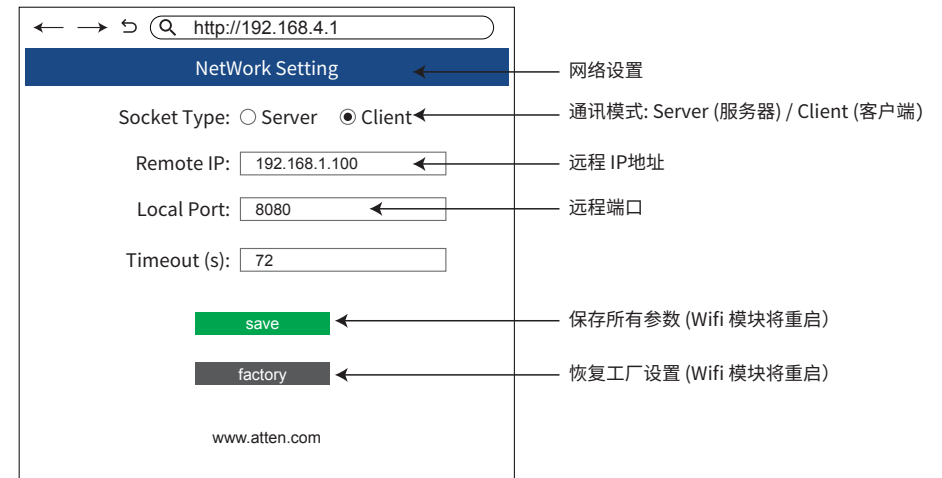 http://192.168.4.1
NetWork Setting
网络设置
Socket Type: Server Client
通讯模式: Server (服务器) / Client (客户端)
Remote IP: 192.168.1.100
远程 IP地址
Local Port: 8080
远程端口
Timeout (s): 72
save
保存所有参数 (Wifi 模块将重启）
factory
恢复工厂设置 (Wifi 模块将重启）
www.atten.com